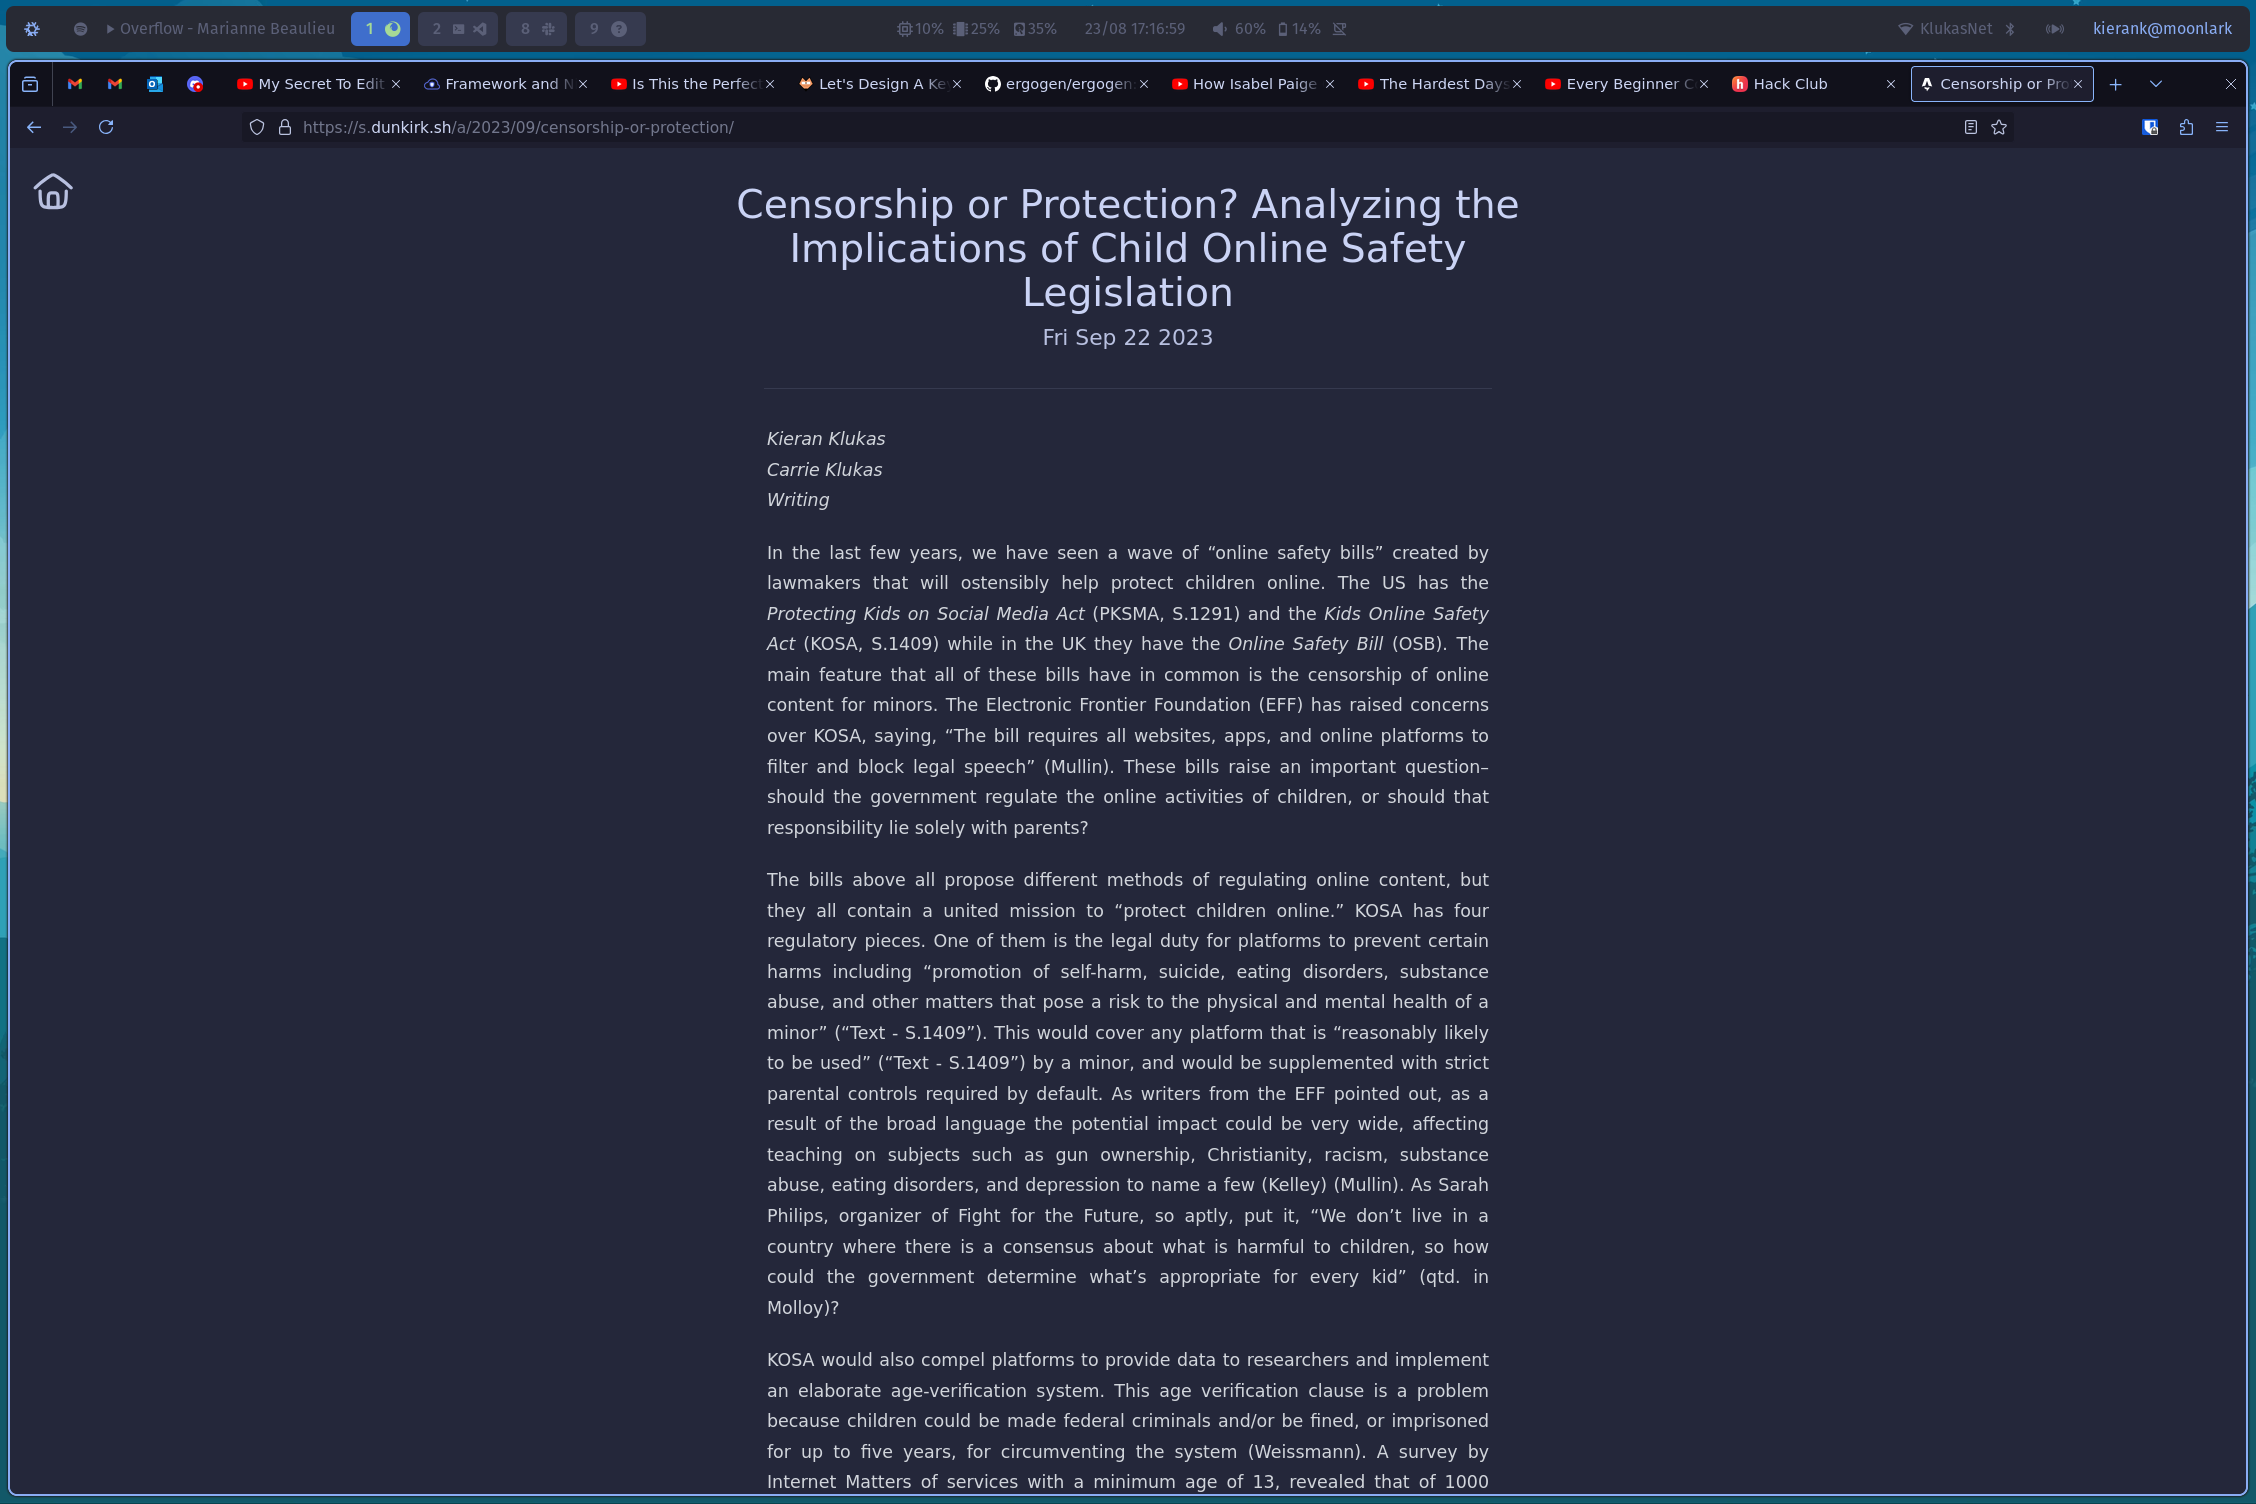 Overflow - Marianne Beaulieu 1 2 8 9 10% 25% 35% 23/08 17:16:59 60% 14% KlukasNet kierank@moonlark
My Secret To Edit Framework and N Is This the Perfect Let's Design A Ke ergogen/ergogen: How Isabel Paige The Hardest Days Every Beginner C Hack Club Censorship or Pro
https://s.dunkirk.sh/a/2023/09/censorship-or-protection/
Censorship or Protection? Analyzing the
Implications of Child Online Safety
Legislation
Fri Sep 22 2023
Kieran Klukas
Carrie Klukas
Writing
In the last few years, we have seen a wave of “online safety bills” created by
lawmakers that will ostensibly help protect children online. The US has the
Protecting Kids on Social Media Act (PKSMA, S.1291) and the Kids Online Safety
Act (KOSA, S.1409) while in the UK they have the Online Safety Bill (OSB). The
main feature that all of these bills have in common is the censorship of online
content for minors. The Electronic Frontier Foundation (EFF) has raised concerns
over KOSA, saying, “The bill requires all websites, apps, and online platforms to
filter and block legal speech” (Mullin). These bills raise an important question–
should the government regulate the online activities of children, or should that
responsibility lie solely with parents?
The bills above all propose different methods of regulating online content, but
they all contain a united mission to “protect children online.” KOSA has four
regulatory pieces. One of them is the legal duty for platforms to prevent certain
harms including “promotion of self-harm, suicide, eating disorders, substance
abuse, and other matters that pose a risk to the physical and mental health of a
minor” (“Text - S.1409”). This would cover any platform that is “reasonably likely
to be used” (“Text - S.1409”) by a minor, and would be supplemented with strict
parental controls required by default. As writers from the EFF pointed out, as a
result of the broad language the potential impact could be very wide, affecting
teaching on subjects such as gun ownership, Christianity, racism, substance
abuse, eating disorders, and depression to name a few (Kelley) (Mullin). As Sarah
Philips, organizer of Fight for the Future, so aptly, put it, “We don’t live in a
country where there is a consensus about what is harmful to children, so how
could the government determine what’s appropriate for every kid” (qtd. in
Molloy)?
KOSA would also compel platforms to provide data to researchers and implement
an elaborate age-verification system. This age verification clause is a problem
because children could be made federal criminals and/or be fined, or imprisoned
for up to five years, for circumventing the system (Weissmann). A survey by
Internet Matters of services with a minimum age of 13, revealed that of 1000